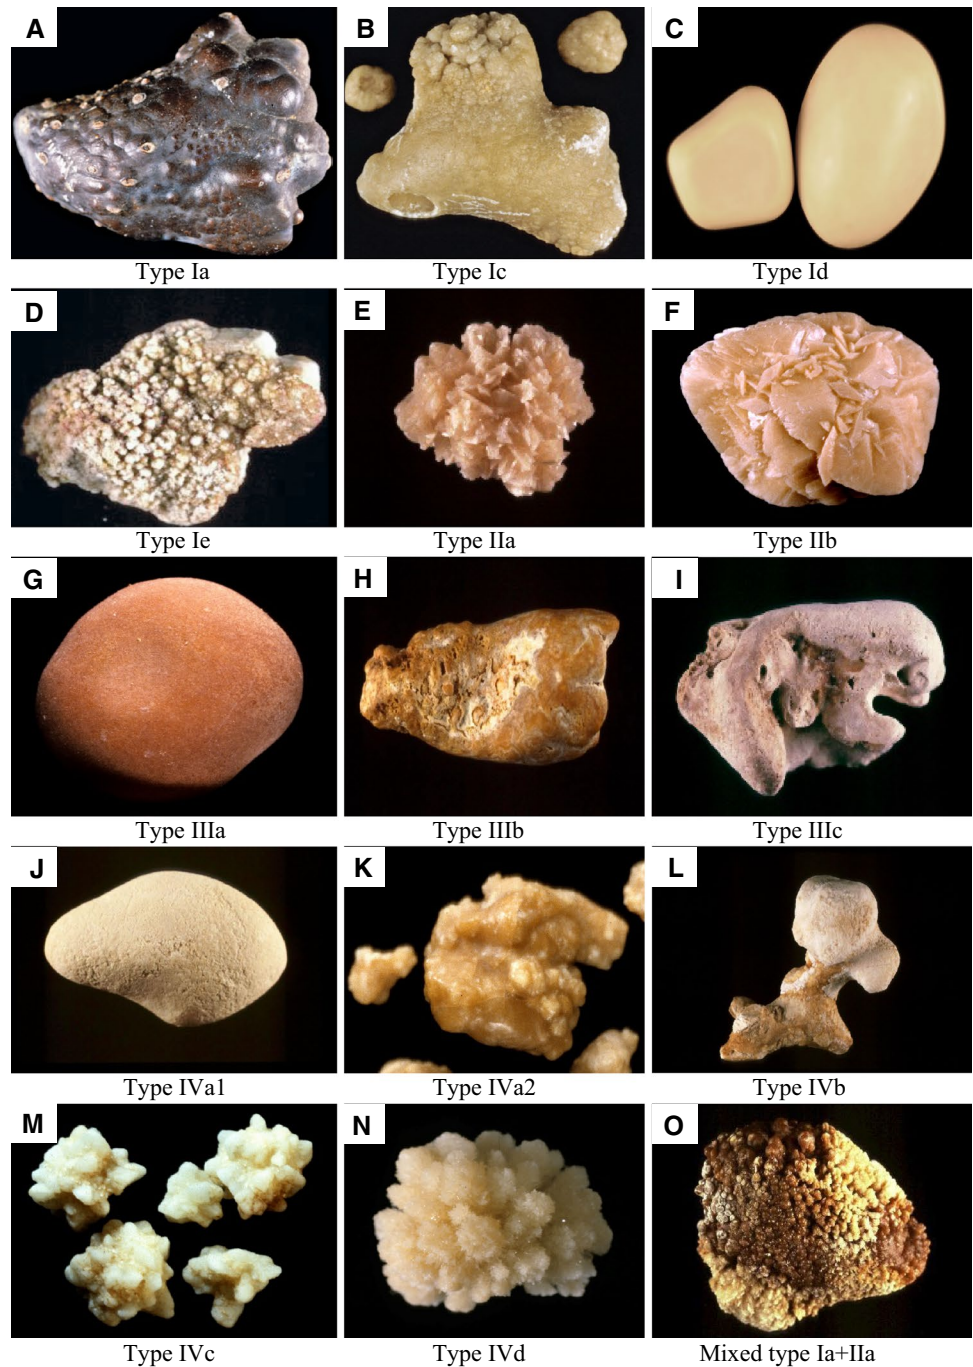 A B C
Type Ia Type Ic Type Id
D E F
Type Ie Type IIa Type IIb
G H I
Type IIIa Type IIIb Type IIIc
J K L
Type IVa1 Type IVa2 Type IVb
M N O
Type IVc Type IVd Mixed type Ia+IIa